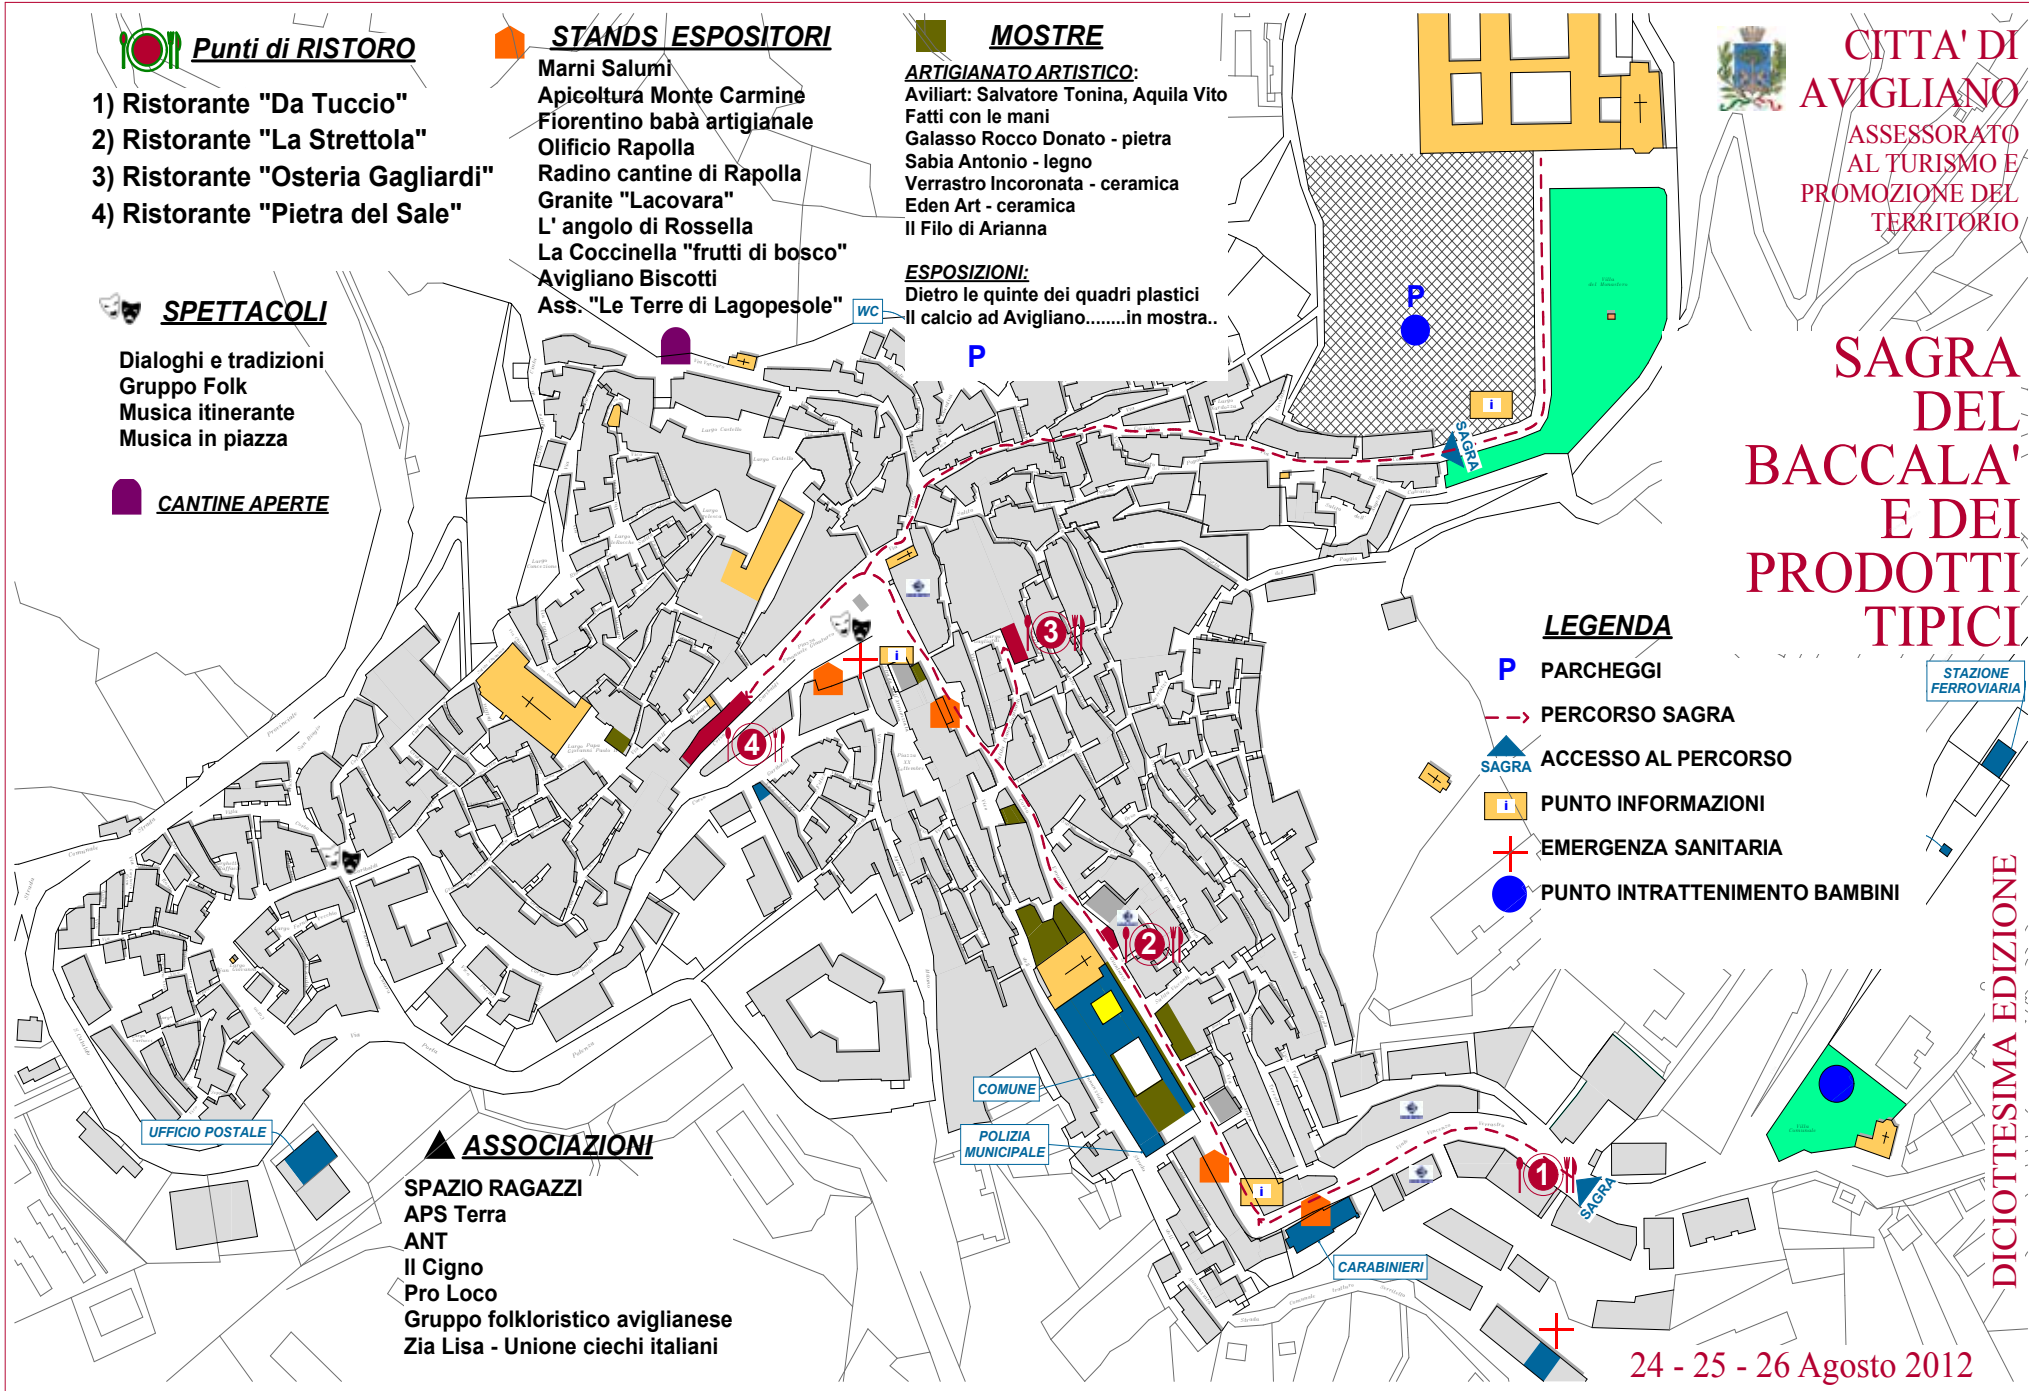 Punti di RISTORO
1) Ristorante "Da Tuccio"
2) Ristorante "La Strettola"
3) Ristorante "Osteria Gagliardi"
4) Ristorante "Pietra del Sale"
SPETTACOLI
Dialoghi e tradizioni
Gruppo Folk
Musica itinerante
Musica in piazza
CANTINE APERTE
STANDS ESPOSITORI
Marni Salumi
Apicoltura Monte Carmine
Fiorentino babà artigianale
Olificio Rapolla
Radino cantine di Rapolla
Granite "Lacovara"
L' angolo di Rossella
La Coccinella "frutti di bosco"
Avigliano Biscotti
Ass. "Le Terre di Lagopesole"
MOSTRE
ARTIGIANATO ARTISTICO:
Aviliart: Salvatore Tonina, Aquila Vito
Fatti con le mani
Galasso Rocco Donato - pietra
Sabia Antonio - legno
Verrastro Incoronata - ceramica
Eden Art - ceramica
Il Filo di Arianna
ESPOSIZIONI:
Dietro le quinte dei quadri plastici
Il calcio ad Avigliano........in mostra..
WC
P
P
i
SAGRA
CITTA' DI
AVIGLIANO
ASSESSORATO
AL TURISMO E
PROMOZIONE DEL
TERRITORIO
SAGRA
DEL
BACCALA'
E DEI
PRODOTTI
TIPICI
LEGENDA
P PARCHEGGI
PERCORSO SAGRA
SAGRA ACCESSO AL PERCORSO
i PUNTO INFORMAZIONI
EMERGENZA SANITARIA
PUNTO INTRATTENIMENTO BAMBINI
STAZIONE
FERROVIARIA
3
i
4
2
COMUNE
POLIZIA
MUNICIPALE
i
1
SAGRA
CARABINIERI
UFFICIO POSTALE
ASSOCIAZIONI
SPAZIO RAGAZZI
APS Terra
ANT
Il Cigno
Pro Loco
Gruppo folkloristico aviglianese
Zia Lisa - Unione ciechi italiani
DICIOTTESIMA EDIZIONE
24 - 25 - 26 Agosto 2012